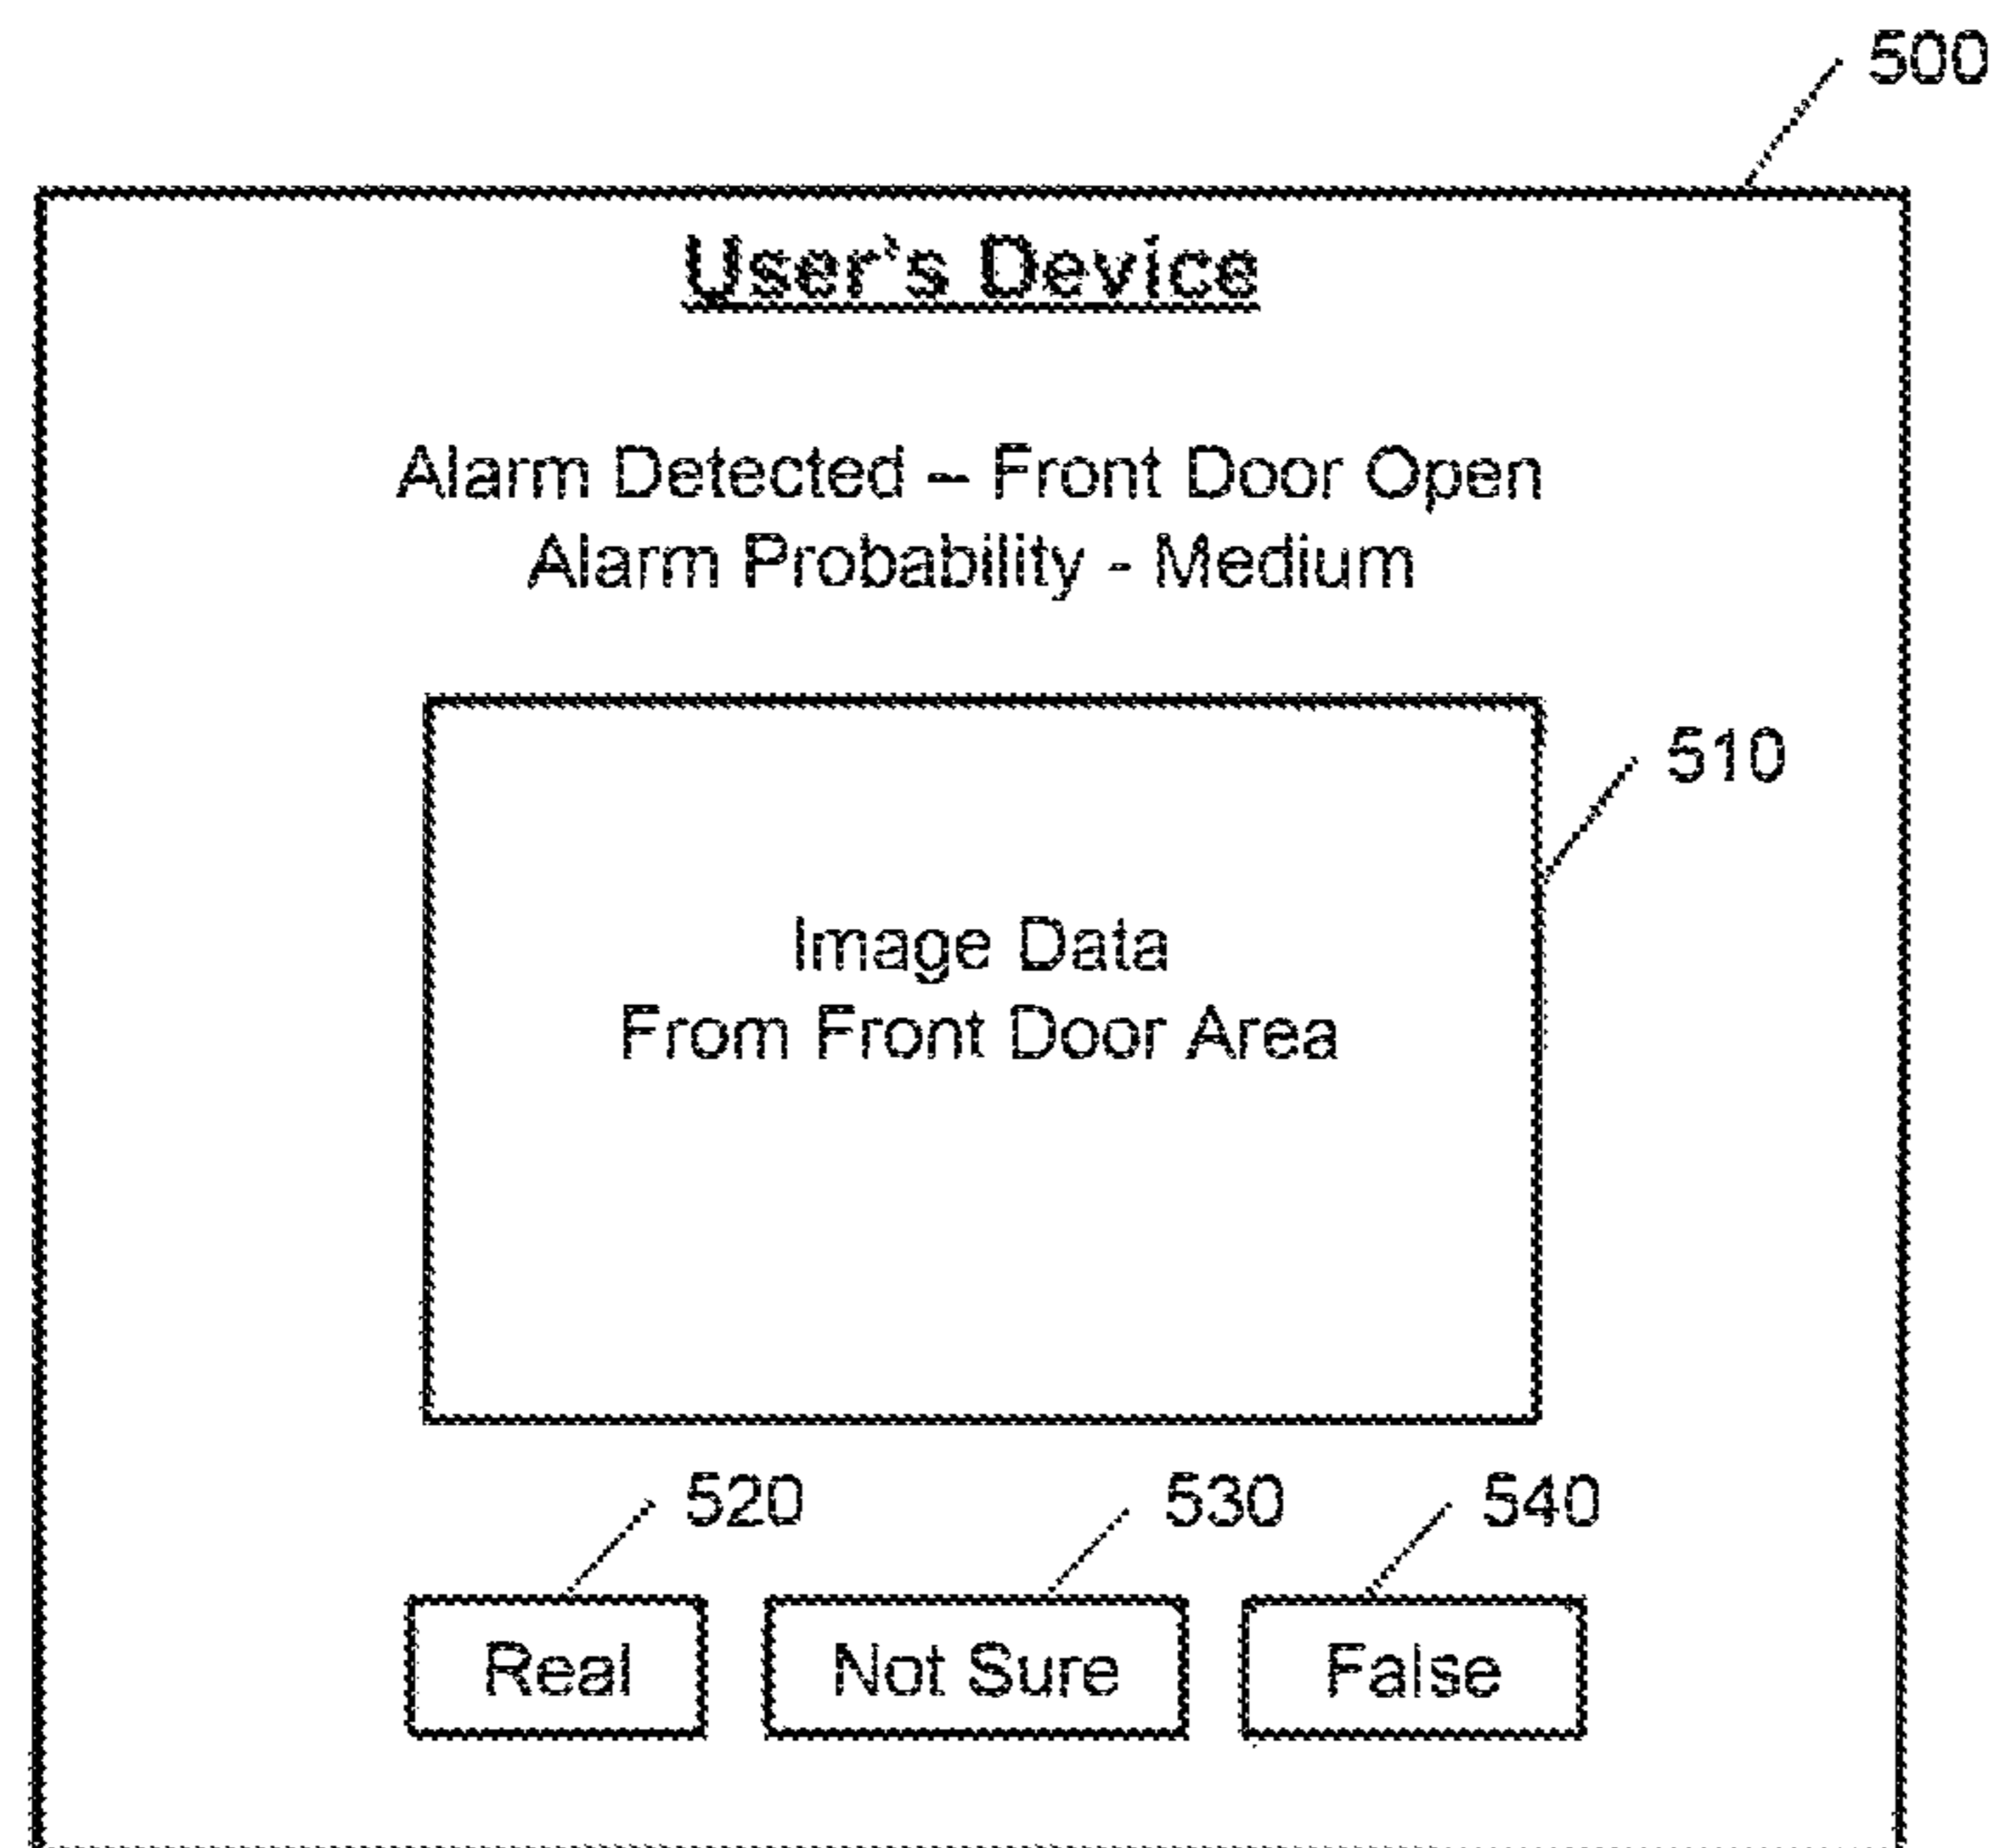 500
User's Device
Alarm Detected – Front Door Open
Alarm Probability - Medium
510
Image Data
From Front Door Area
520
530
540
Real
Not Sure
False